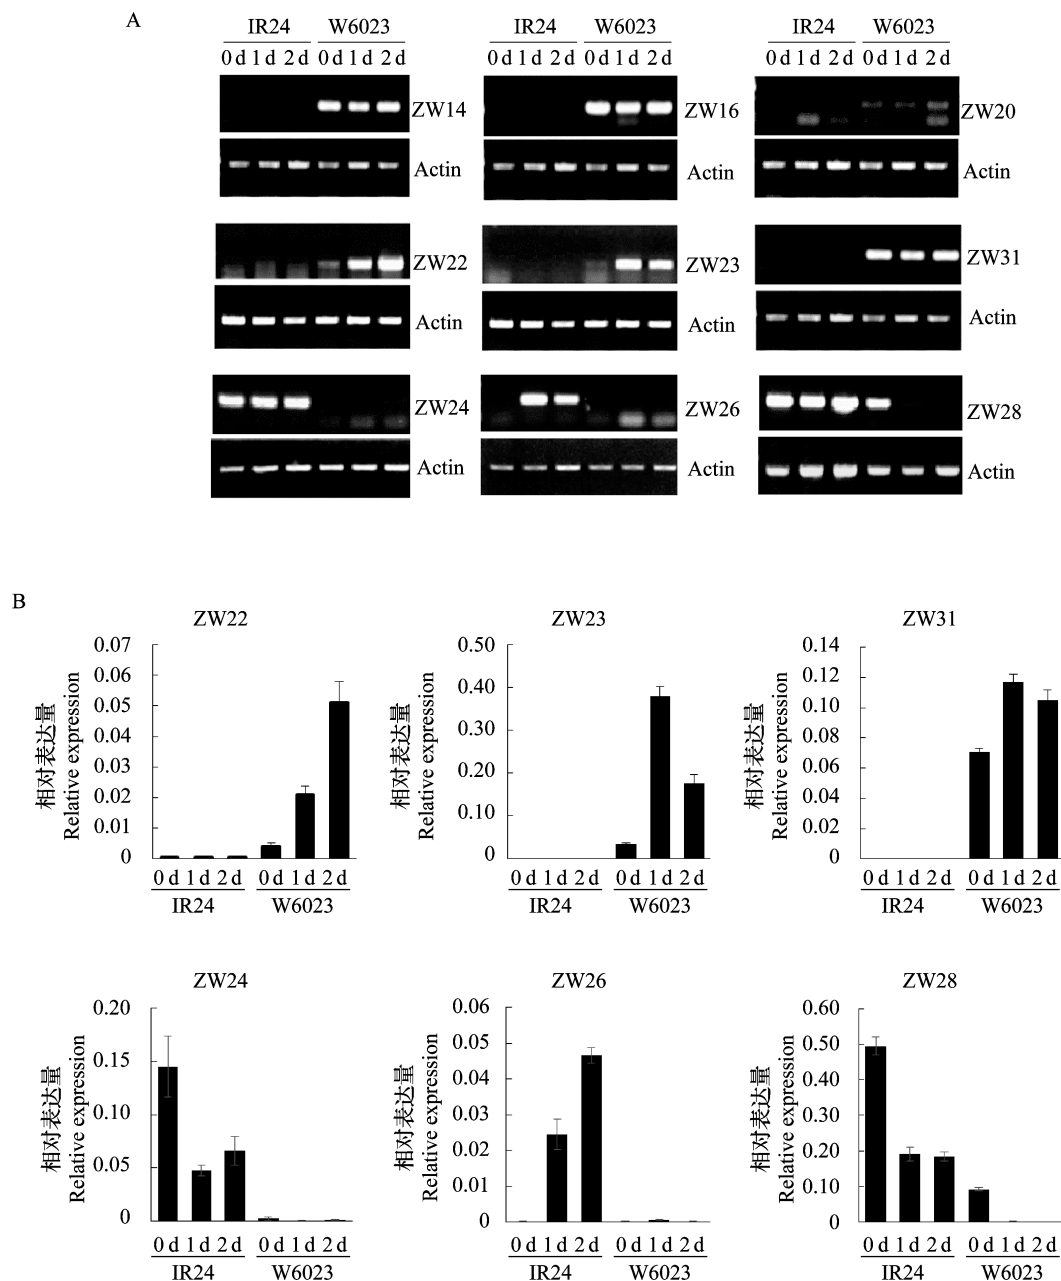 A
IR24 W6023 IR24 W6023 IR24 W6023
0 d 1 d 2 d 0 d 1 d 2 d 0 d 1 d 2 d 0 d 1 d 2 d 0 d 1 d 2 d 0 d 1 d 2 d
ZW14 ZW16 ZW20
Actin Actin Actin
ZW22 ZW23 ZW31
Actin Actin Actin
ZW24 ZW26 ZW28
Actin Actin Actin
B
ZW22
相对表达量
Relative expression
0.07
0.06
0.05
0.04
0.03
0.02
0.01
0
0 d 1 d 2 d 0 d 1 d 2 d
IR24 W6023
ZW23
相对表达量
Relative expression
0.50
0.40
0.30
0.20
0.10
0
0 d 1 d 2 d 0 d 1 d 2 d
IR24 W6023
ZW31
相对表达量
Relative expression
0.14
0.12
0.10
0.08
0.06
0.04
0.02
0
0 d 1 d 2 d 0 d 1 d 2 d
IR24 W6023
ZW24
相对表达量
Relative expression
0.20
0.15
0.10
0.05
0
0 d 1 d 2 d 0 d 1 d 2 d
IR24 W6023
ZW26
相对表达量
Relative expression
0.06
0.05
0.04
0.03
0.02
0.01
0
0 d 1 d 2 d 0 d 1 d 2 d
IR24 W6023
ZW28
相对表达量
Relative expression
0.60
0.50
0.40
0.30
0.20
0.10
0
0 d 1 d 2 d 0 d 1 d 2 d
IR24 W6023